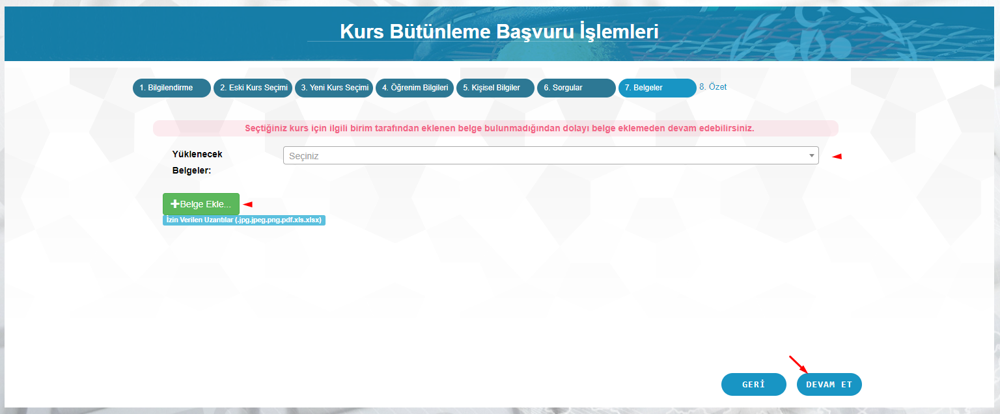 Kurs Bütünleme Başvuru İşlemleri
1. Bilgilendirme
2. Eski Kurs Seçimi
3. Yeni Kurs Seçimi
4. Öğrenim Bilgileri
5. Kişisel Bilgiler
6. Sorgular
7. Belgeler
8. Özet
Seçtiğiniz kurs için ilgili birim tarafından eklenen belge bulunmadığından dolayı belge eklemeden devam edebilirsiniz.
Yüklenecek
Belgeler:
Seçiniz
Belge Ekle...
İzin Verilen Uzantılar (.jpg.jpeg.png.pdf.xls.xlsx)
GERİ
DEVAM ET